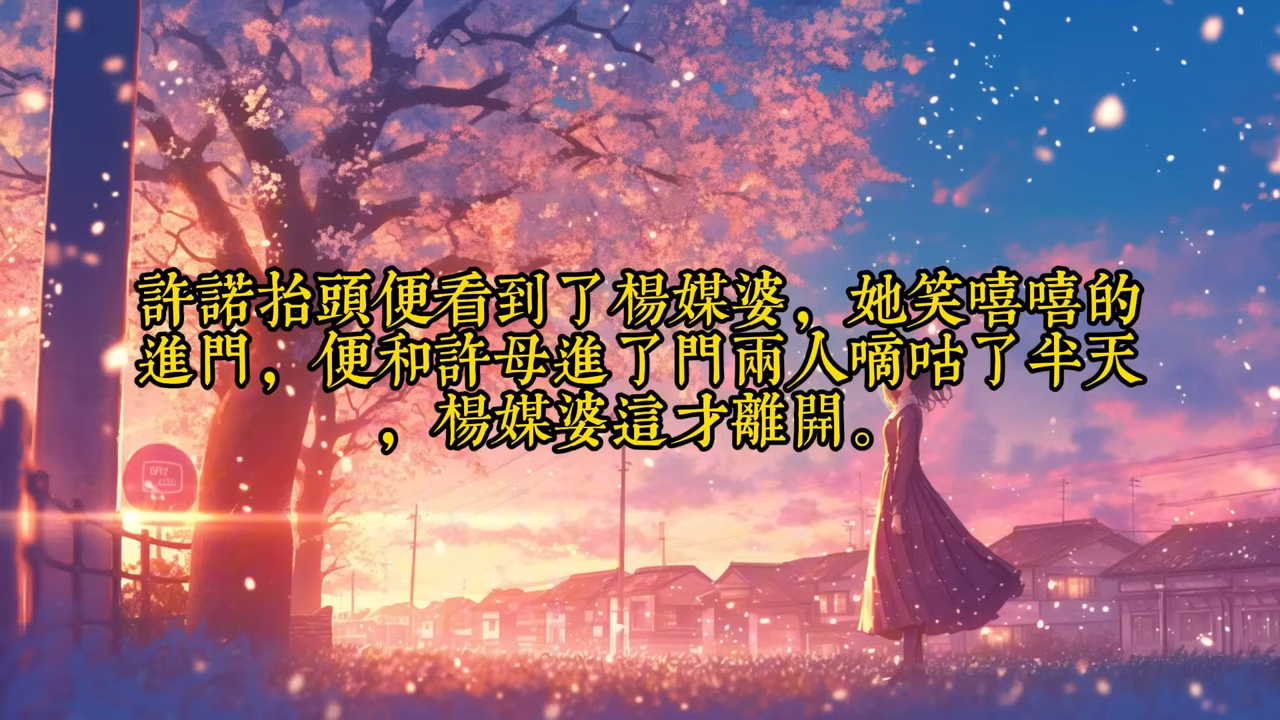 許諾抬頭便看到了楊媒婆，她笑嘻嘻的
進門，便和許母進了門兩人嘀咕了半天
，楊媒婆這才離開。